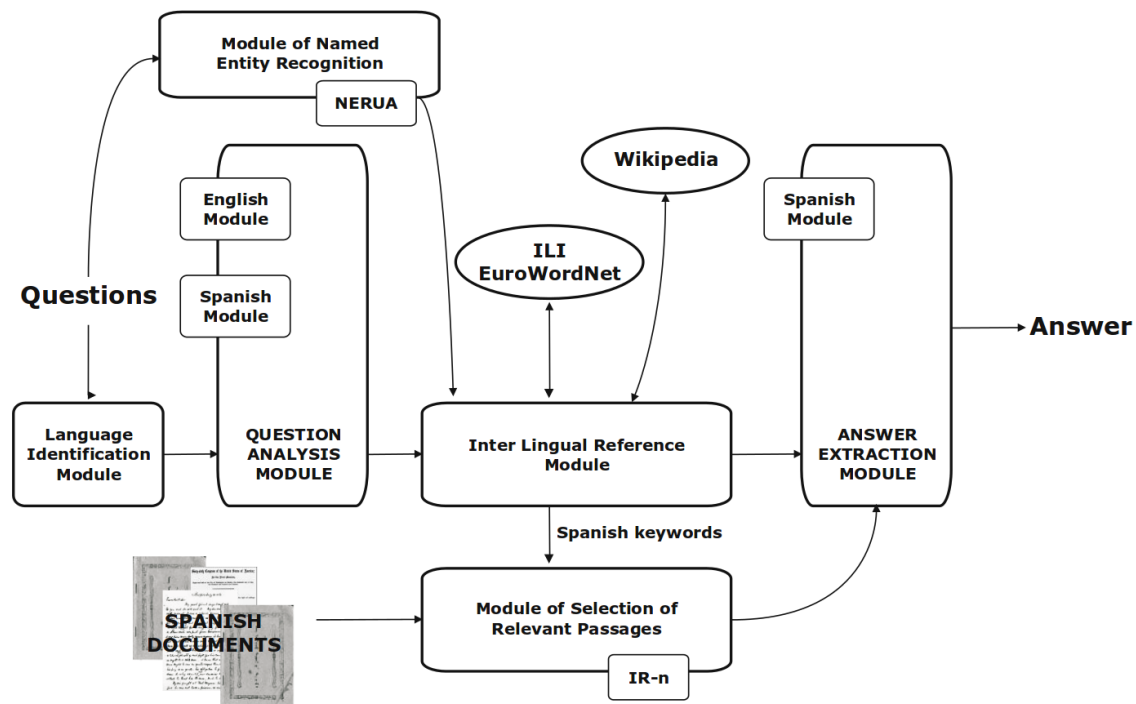 Module of Named
Entity Recognition
NERUA
Wikipedia
English
Module
Spanish
Module
ILI
EuroWordNet
Questions
Spanish
Module
Answer
Language
Identification
Module
QUESTION
ANALYSIS
MODULE
Inter Lingual Reference
Module
ANSWER
EXTRACTION
MODULE
Spanish keywords
SPANISH
DOCUMENTS
Module of Selection of
Relevant Passages
IR-n